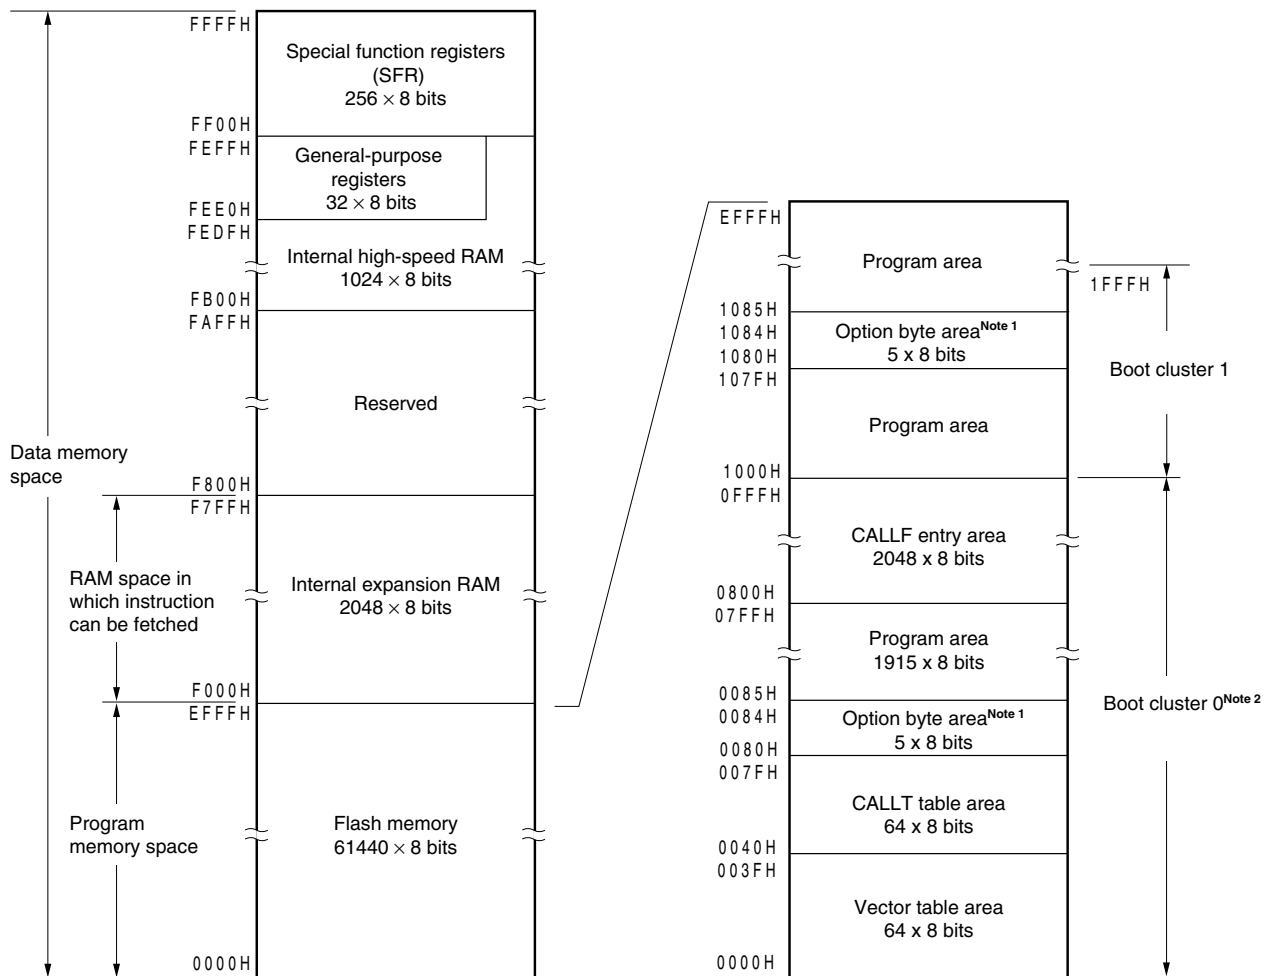 FFFFH
Special function registers
(SFR)
256 × 8 bits
FF00H
FEFFH
General-purpose
registers
32 × 8 bits
FEE0H
FEDFH
Internal high-speed RAM
1024 × 8 bits
FB00H
FAFFH
Reserved
Data memory
space
F800H
F7FFH
RAM space in
which instruction
can be fetched
Internal expansion RAM
2048 × 8 bits
F000H
EFFFH
Program
memory space
Flash memory
61440 × 8 bits
0000H
EFFFH
Program area
1FFFH
1085H
1084H
Option byte areaNote 1
5 x 8 bits
1080H
107FH
Boot cluster 1
Program area
1000H
0FFFH
CALLF entry area
2048 x 8 bits
0800H
07FFH
Program area
1915 x 8 bits
0085H
0084H
Option byte areaNote 1
5 x 8 bits
Boot cluster 0Note 2
0080H
007FH
CALLT table area
64 x 8 bits
0040H
003FH
Vector table area
64 x 8 bits
0000H